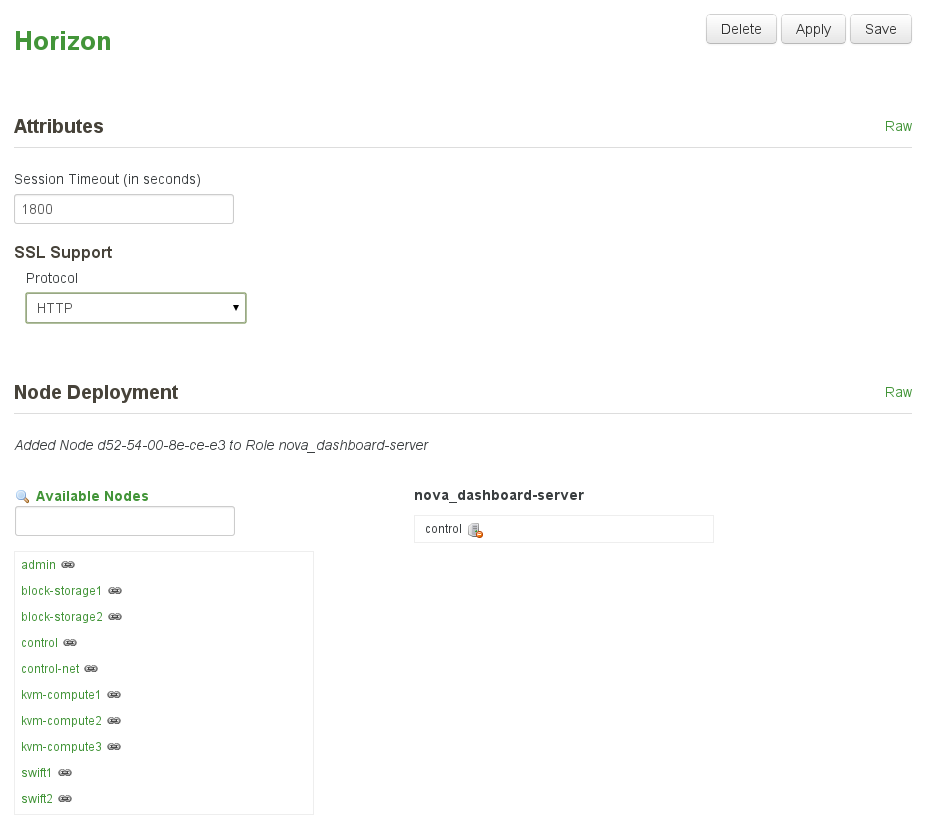 Horizon
Delete Apply Save
Attributes Raw
Session Timeout (in seconds)
1800
SSL Support
Protocol
HTTP
Node Deployment Raw
Added Node d52-54-00-8e-ce-e3 to Role nova_dashboard-server
Available Nodes
admin
block-storage1
block-storage2
control
control-net
kvm-compute1
kvm-compute2
kvm-compute3
swift1
swift2
nova_dashboard-server
control